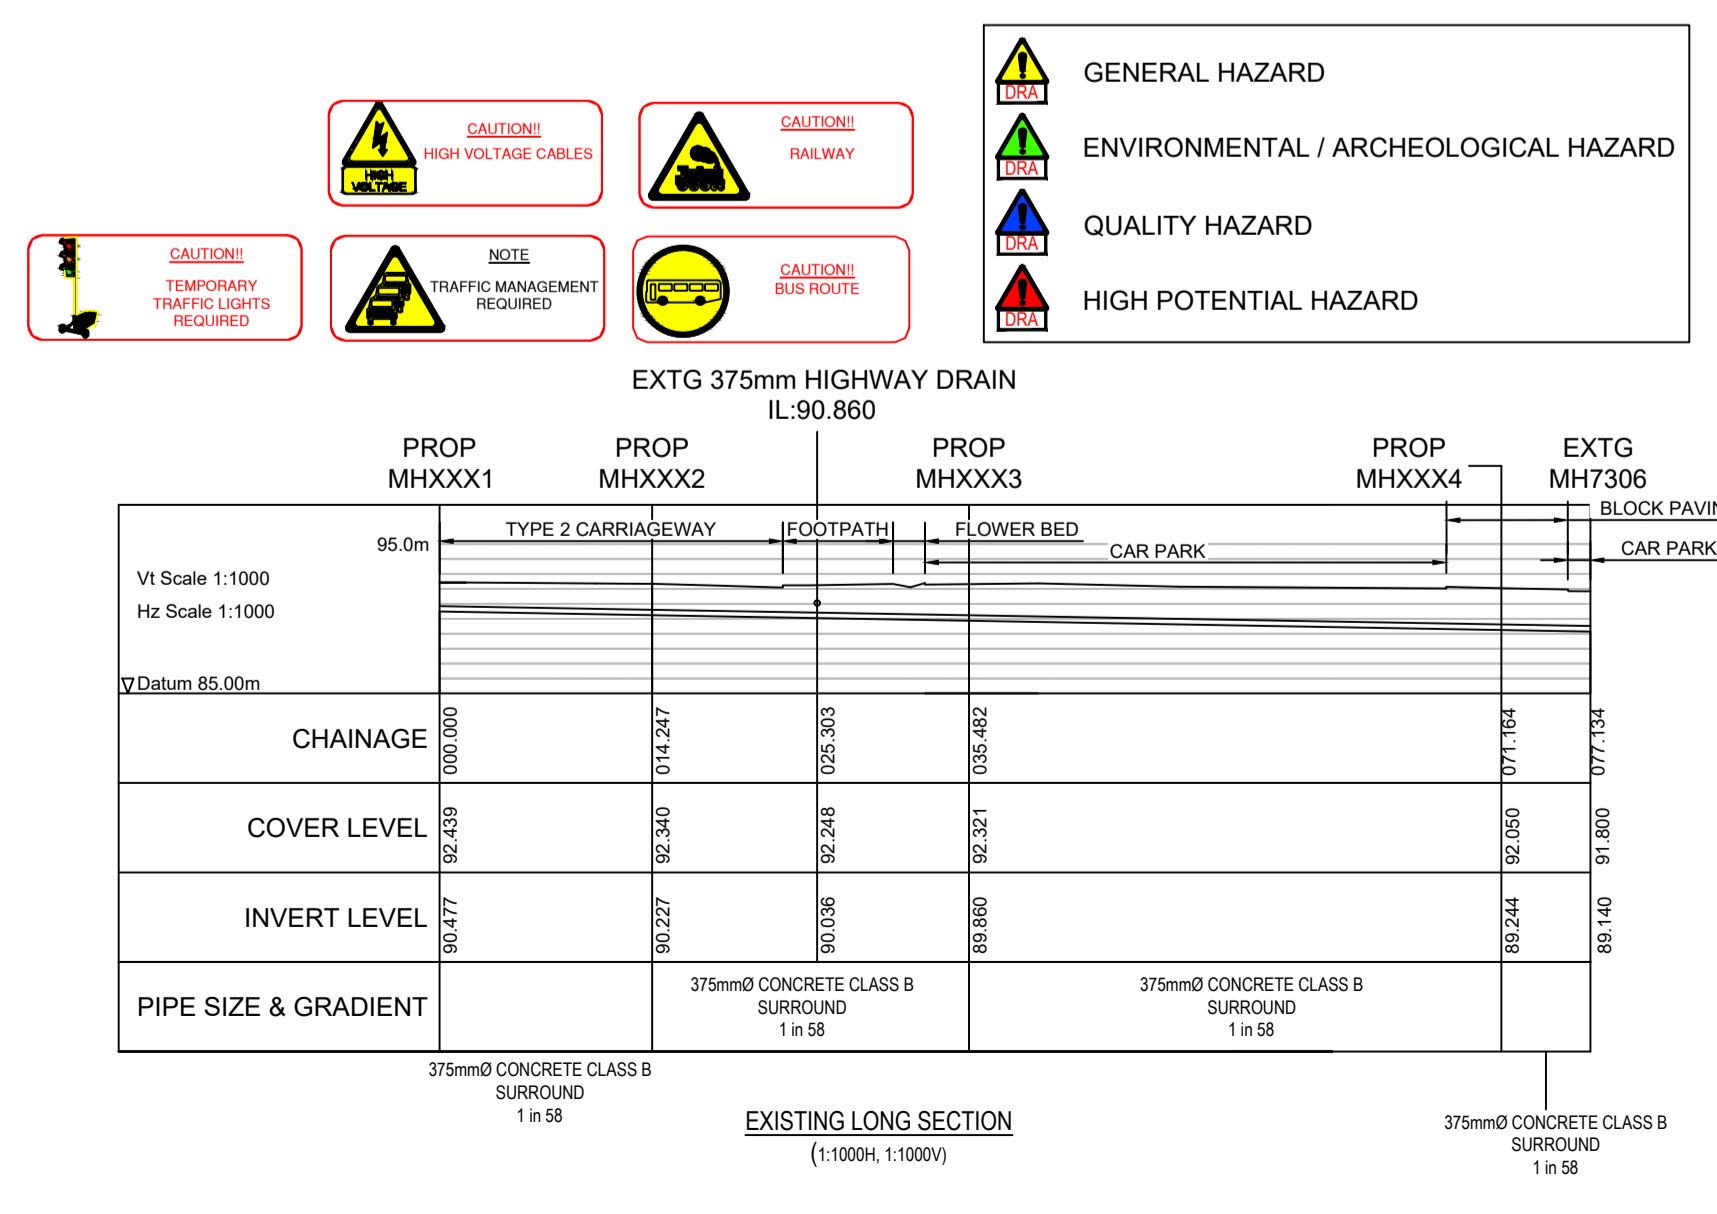 CAUTION!!
HIGH VOLTAGE CABLES
HIGH
VOLTAGE
CAUTION!!
RAILWAY
CAUTION!!
TEMPORARY
TRAFFIC LIGHTS
REQUIRED
NOTE
TRAFFIC MANAGEMENT
REQUIRED
CAUTION!!
BUS ROUTE
DRA
GENERAL HAZARD
DRA
ENVIRONMENTAL / ARCHEOLOGICAL HAZARD
DRA
QUALITY HAZARD
DRA
HIGH POTENTIAL HAZARD
EXTG 375mm HIGHWAY DRAIN
IL:90.860
PROP
MHXXX1
PROP
MHXXX2
PROP
MHXXX3
PROP
MHXXX4
EXTG
MH7306
TYPE 2 CARRIAGEWAY
FOOTPATH
FLOWER BED
CAR PARK
BLOCK PAVIN
CAR PARK
95.0m
Vt Scale 1:1000
Hz Scale 1:1000
Datum 85.00m
CHAINAGE
000.000
014.247
025.303
035.482
071.164
077.134
COVER LEVEL
92.439
92.340
92.248
92.321
92.050
91.800
INVERT LEVEL
90.477
90.227
90.036
89.860
89.244
89.140
PIPE SIZE & GRADIENT
375mmØ CONCRETE CLASS B
SURROUND
1 in 58
375mmØ CONCRETE CLASS B
SURROUND
1 in 58
375mmØ CONCRETE CLASS B
SURROUND
1 in 58
375mmØ CONCRETE CLASS B
SURROUND
1 in 58
EXISTING LONG SECTION
(1:1000H, 1:1000V)